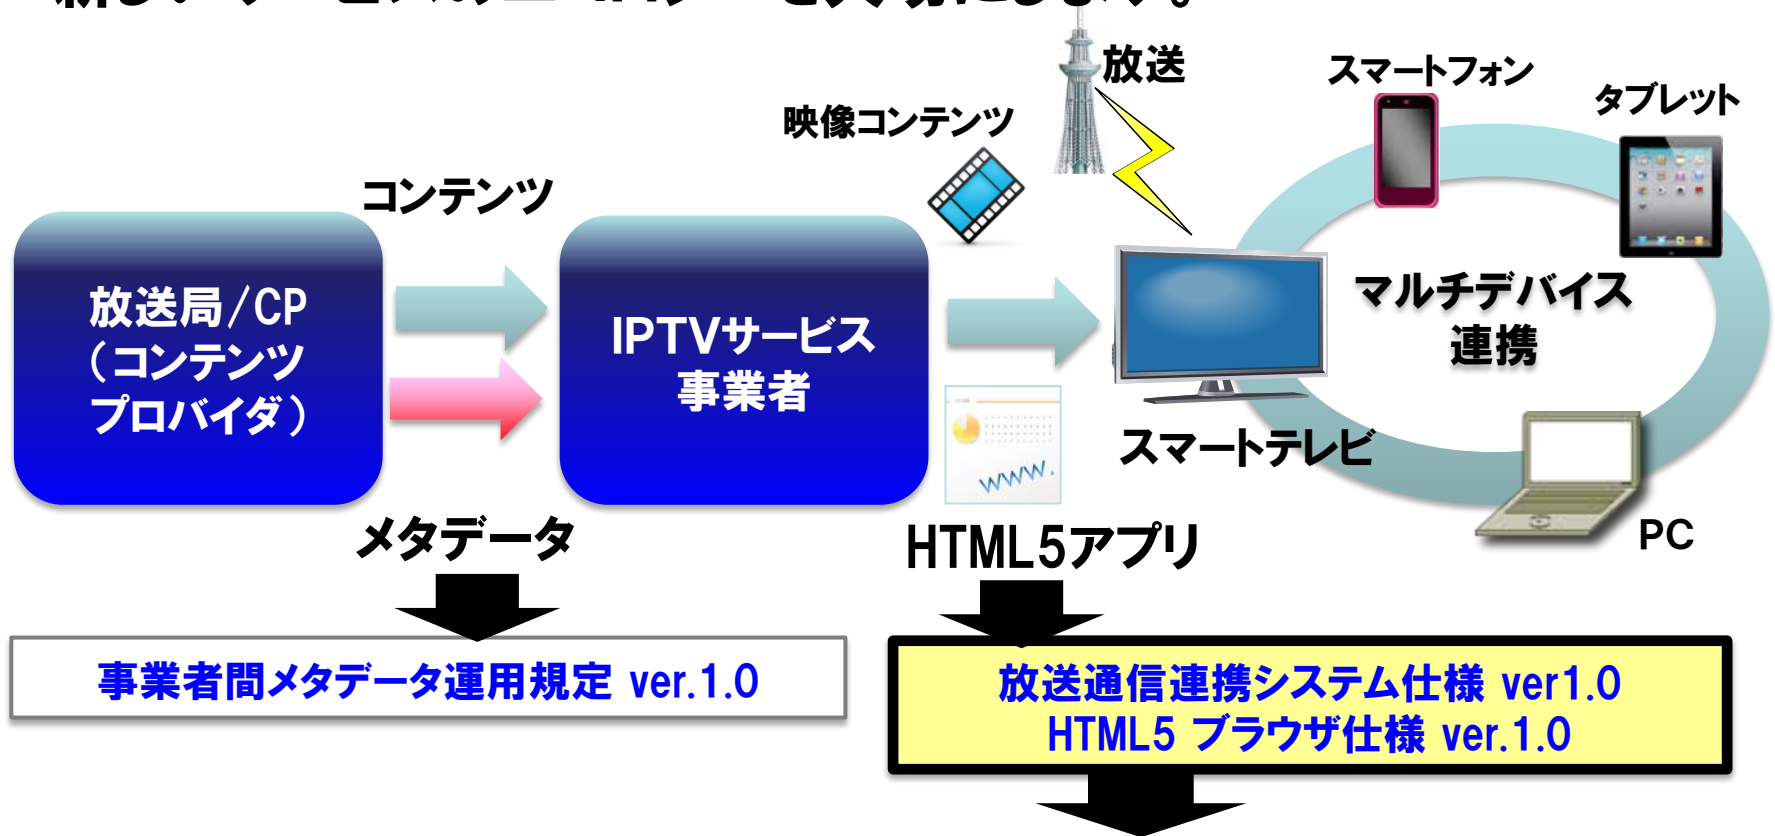 放送
スマートフォン
タブレット
映像コンテンツ
コンテンツ
放送局/CP
(コンテンツ
プロバイダ)
IPTVサービス
事業者
マルチデバイス
連携
スマートテレビ
www.
PC
メタデータ
HTML5アプリ
事業者間メタデータ運用規定 ver.1.0
放送通信連携システム仕様 ver1.0
HTML5 ブラウザ仕様 ver.1.0